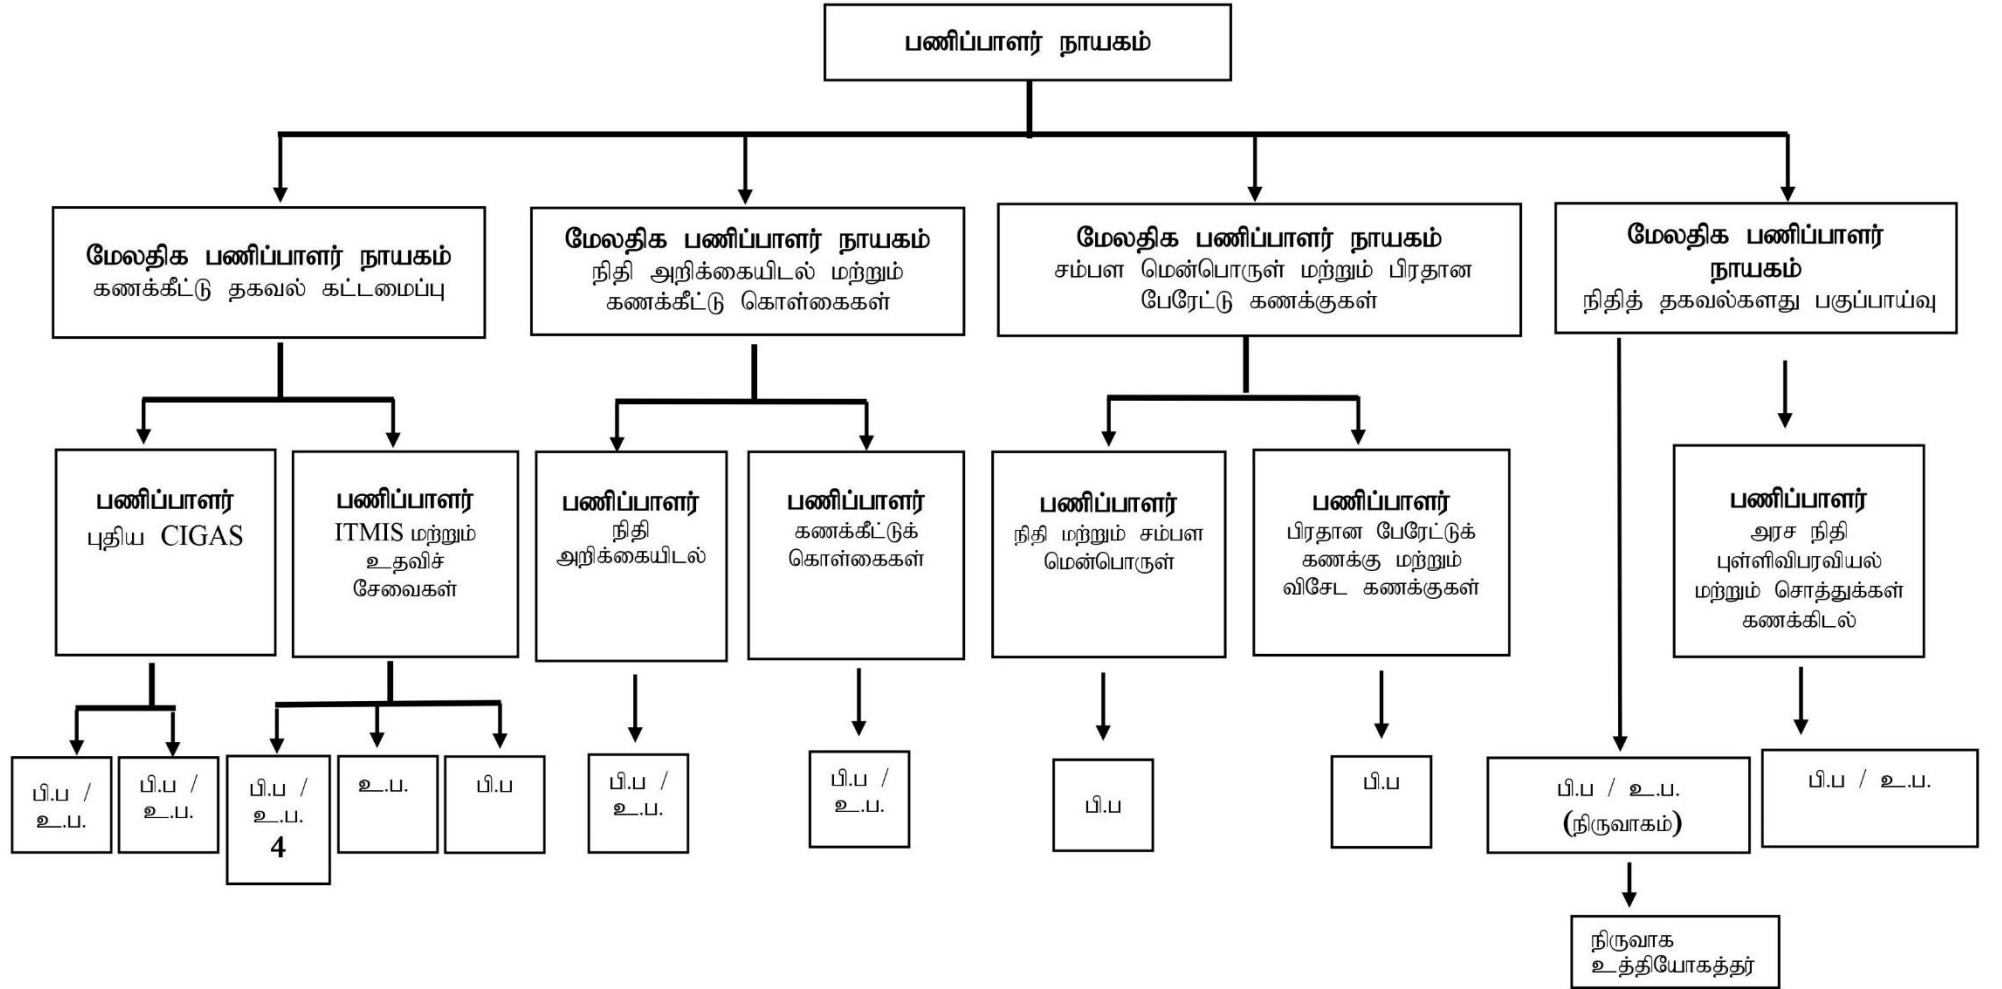 பணிப்பாளர் நாயகம்
மேலதிக பணிப்பாளர் நாயகம்
கணக்கீட்டு தகவல் கட்டமைப்பு
மேலதிக பணிப்பாளர் நாயகம்
நிதி அறிக்கையிடல் மற்றும்
கணக்கீட்டு கொள்கைகள்
மேலதிக பணிப்பாளர் நாயகம்
சம்பள மென்பொருள் மற்றும் பிரதான
பேரேட்டு கணக்குகள்
மேலதிக பணிப்பாளர்
நாயகம்
நிதித் தகவல்களது பகுப்பாய்வு
பணிப்பாளர்
புதிய CIGAS
பணிப்பாளர்
ITMIS மற்றும்
உதவிச்
சேவைகள்
பணிப்பாளர்
நிதி
அறிக்கையிடல்
பணிப்பாளர்
கணக்கீட்டுக்
கொள்கைகள்
பணிப்பாளர்
நிதி மற்றும் சம்பள
மென்பொருள்
பணிப்பாளர்
பிரதான பேரேட்டுக்
கணக்கு மற்றும்
விசேட கணக்குகள்
பணிப்பாளர்
அரச நிதி
புள்ளிவிபரவியல்
மற்றும் சொத்துக்கள்
கணக்கிடல்
பி.ப /
உ.ப.
பி.ப /
உ.ப.
பி.ப /
உ.ப.
4
உ.ப.
பி.ப
பி.ப /
உ.ப.
பி.ப /
உ.ப.
பி.ப
பி.ப
பி.ப / உ.ப.
(நிருவாகம்)
பி.ப / உ.ப.
நிருவாக
உத்தியோகத்தர்